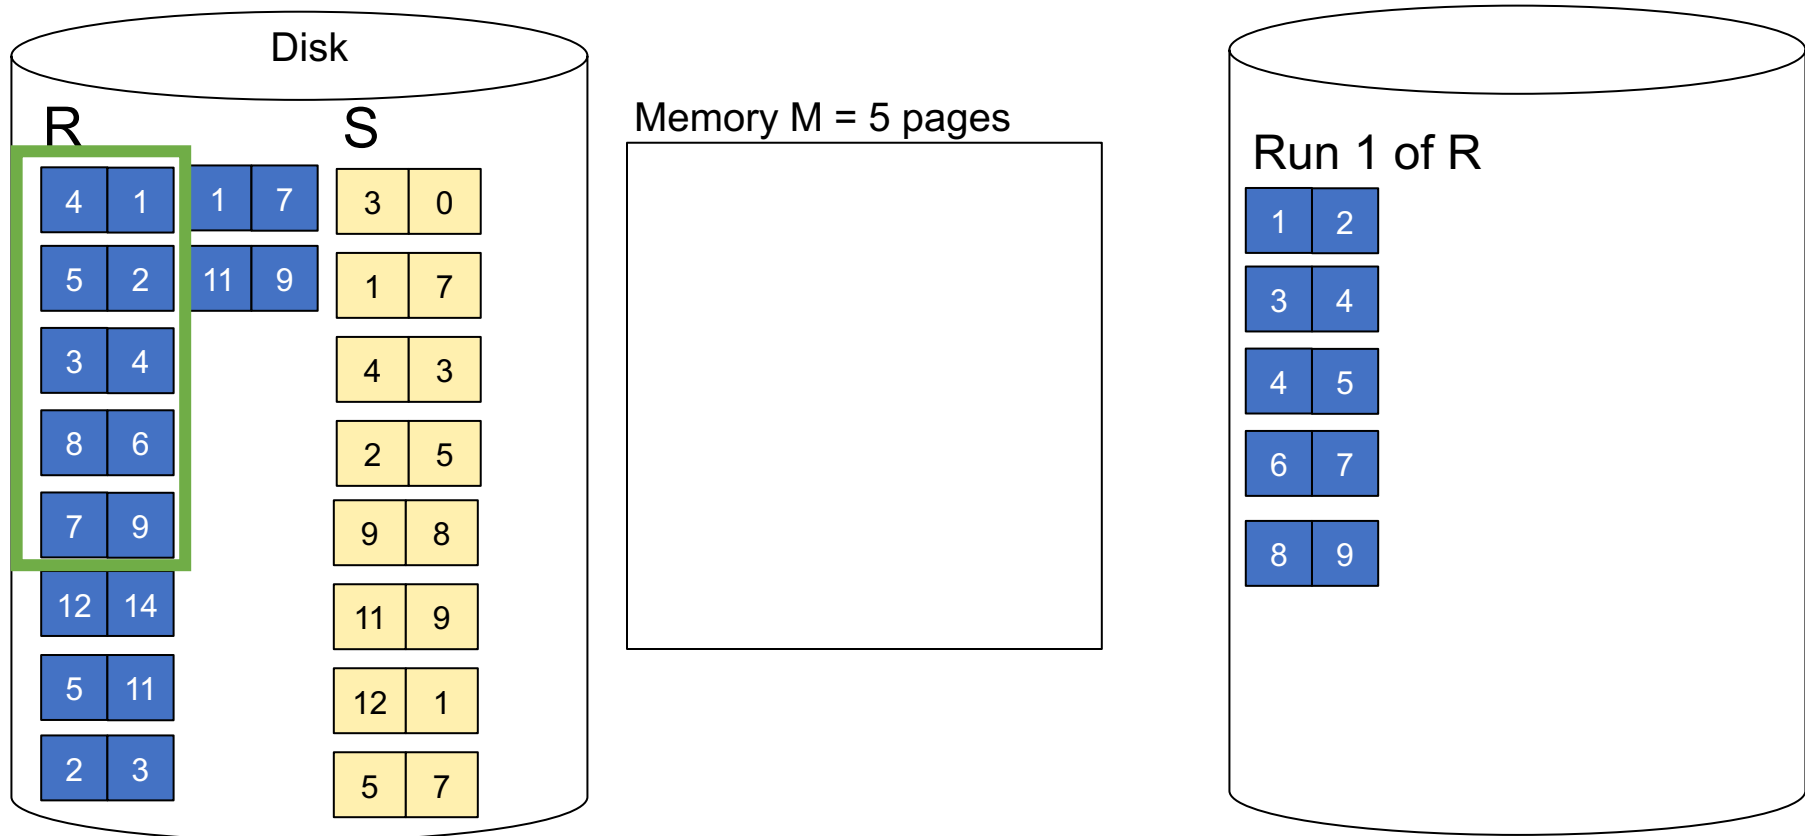 Disk
R S
Memory M = 5 pages
Run 1 of R
4 1 1 7 3 0
1 2
5 2 11 9 1 7
3 4
3 4 4 3
4 5
8 6 2 5
6 7
7 9 9 8
8 9
12 14 11 9
5 11 12 1
2 3 5 7